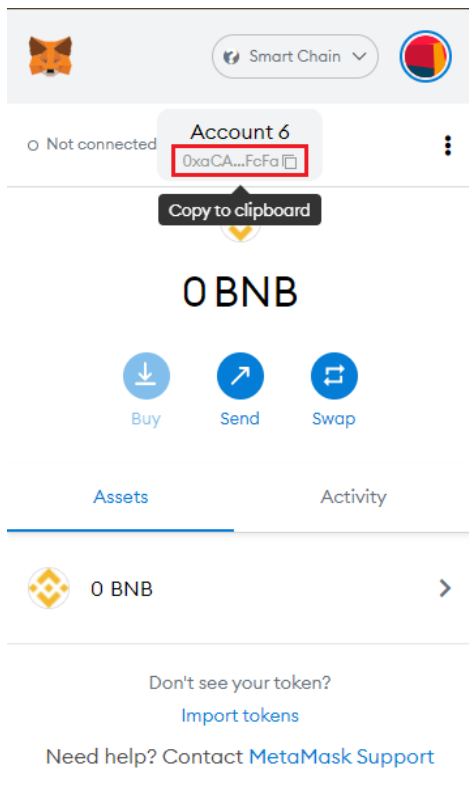 Smart Chain
Not connected
Account 6
0xaCA...FcFa
Copy to clipboard
0 BNB
Buy
Send
Swap
Assets
Activity
0 BNB
Don't see your token?
Import tokens
Need help? Contact MetaMask Support